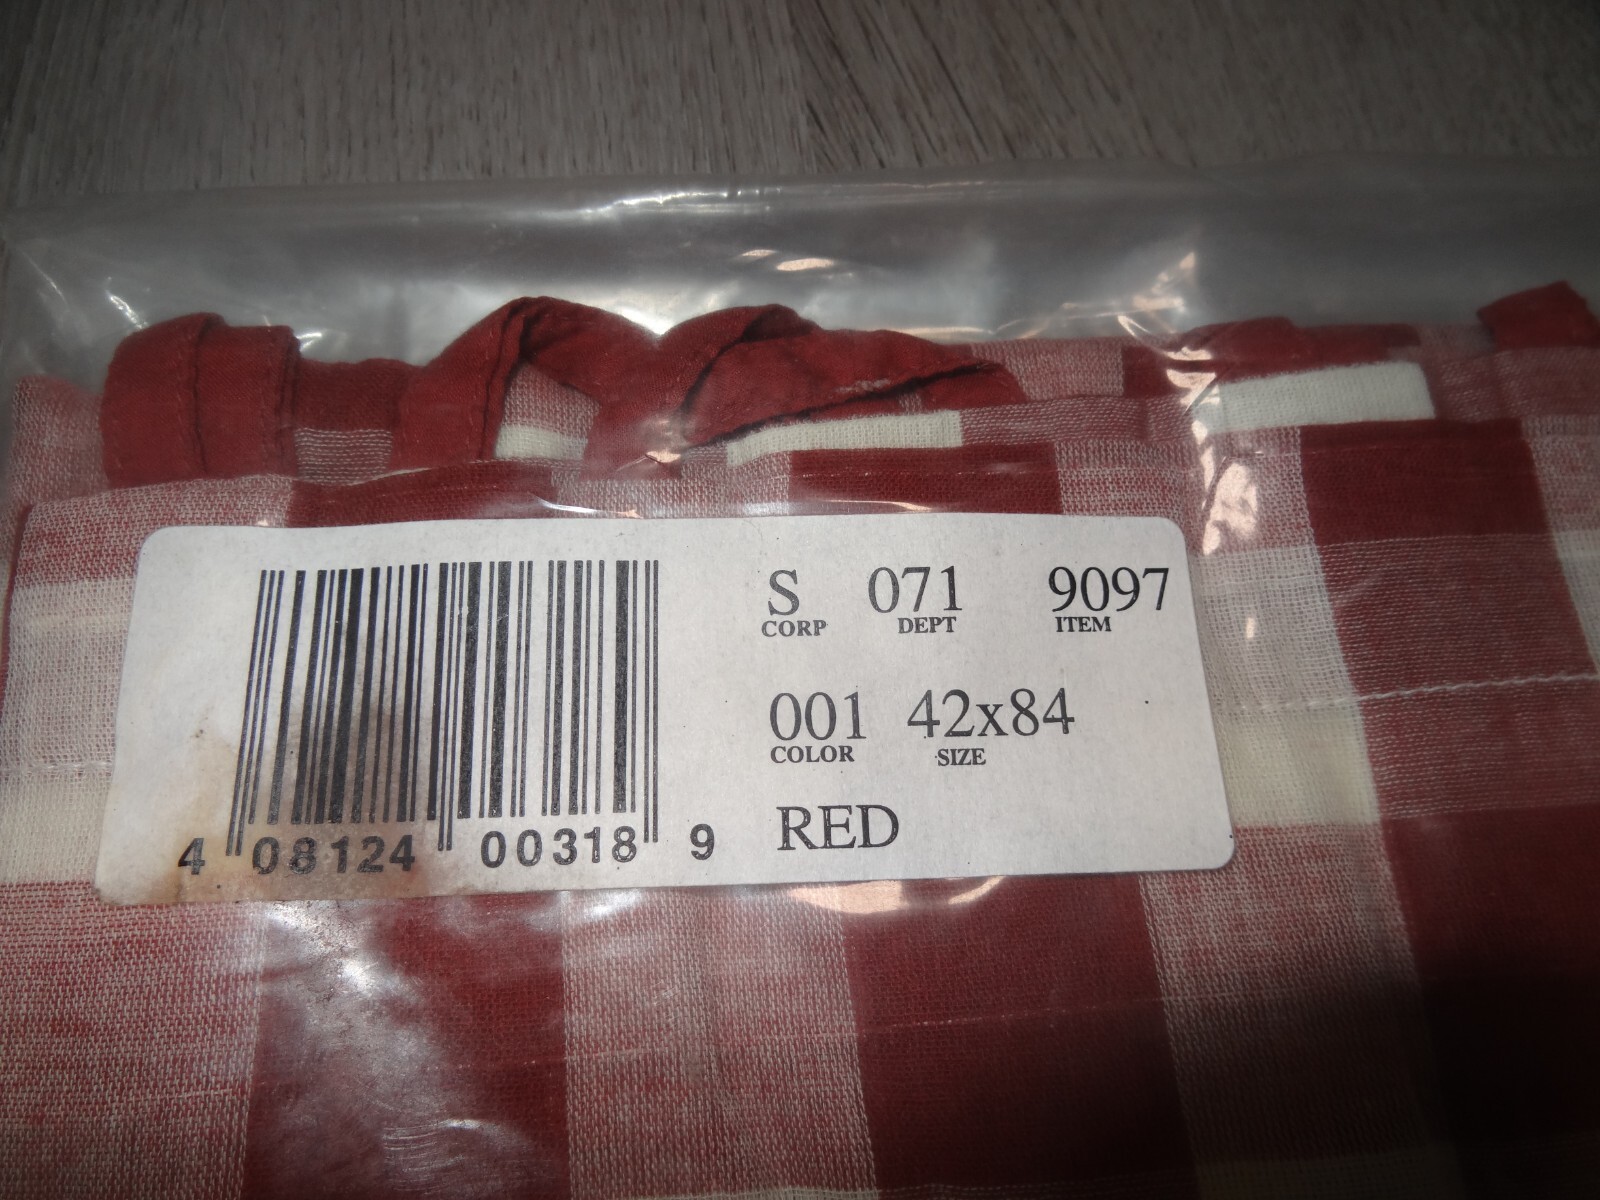 S 071 9097
CORP DEPT ITEM
001 42x84
COLOR SIZE
RED
4 08124 00318 9